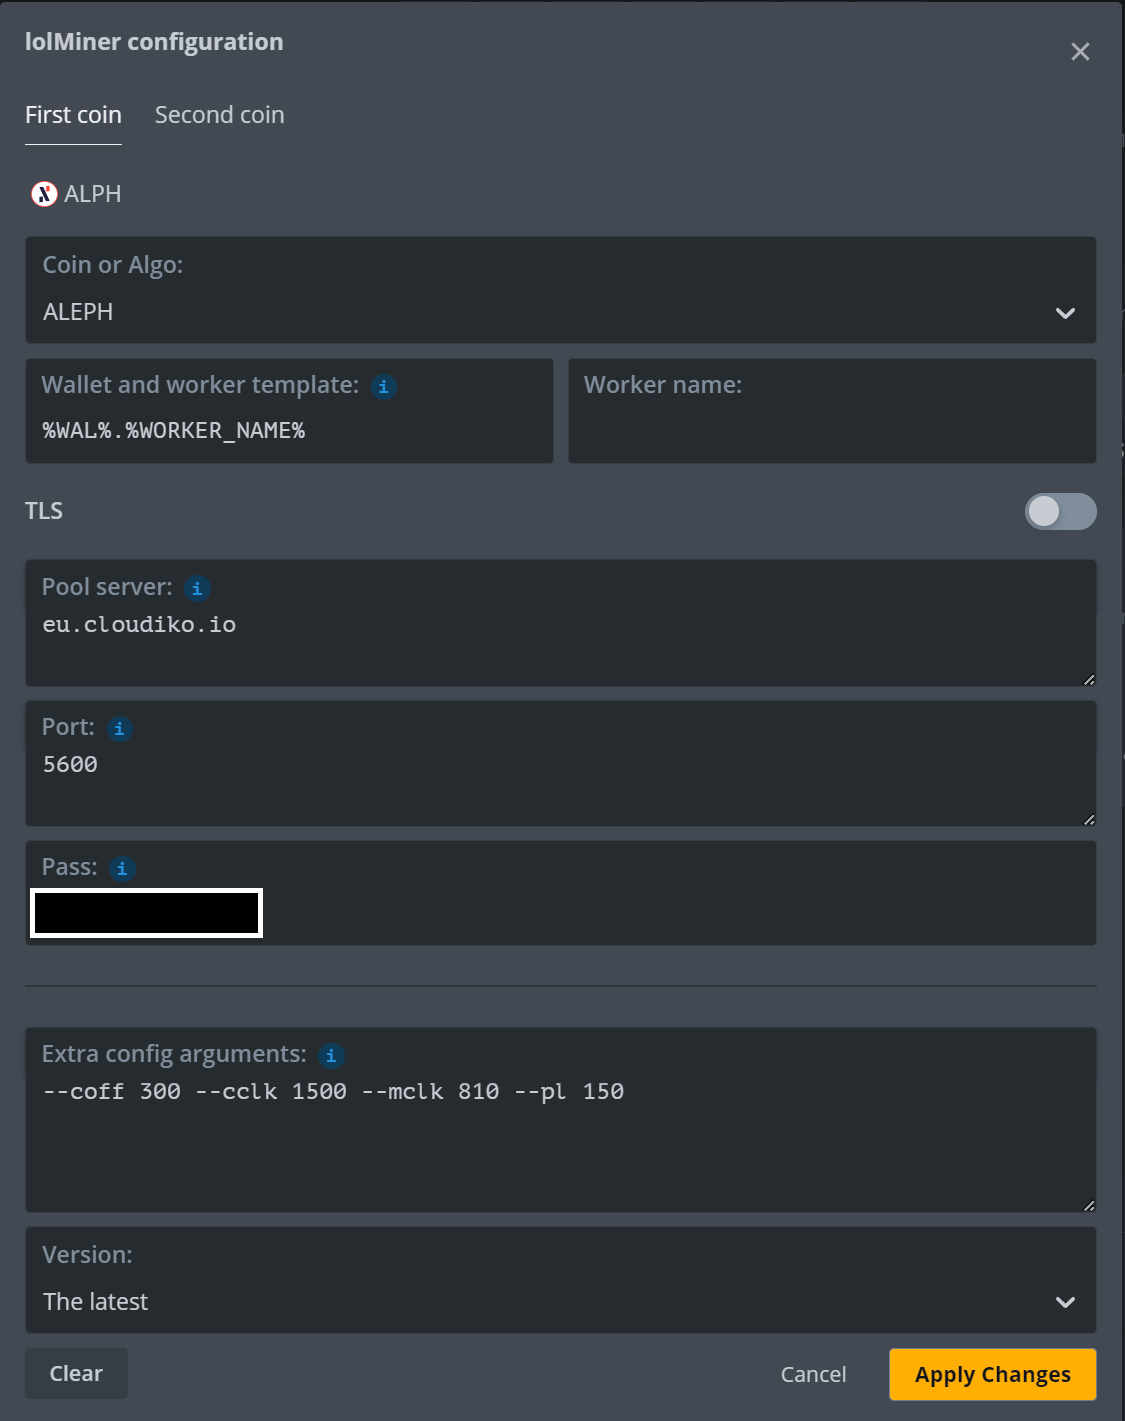 lolMiner configuration
First coin Second coin
ALPH
Coin or Algo:
ALEPH
Wallet and worker template: i
%WAL%.%WORKER_NAME%
Worker name:
TLS
Pool server: i
eu.cloudiko.io
Port: i
5600
Pass: i
Extra config arguments: i
--coff 300 --cclk 1500 --mclk 810 --pl 150
Version:
The latest
Clear Cancel Apply Changes